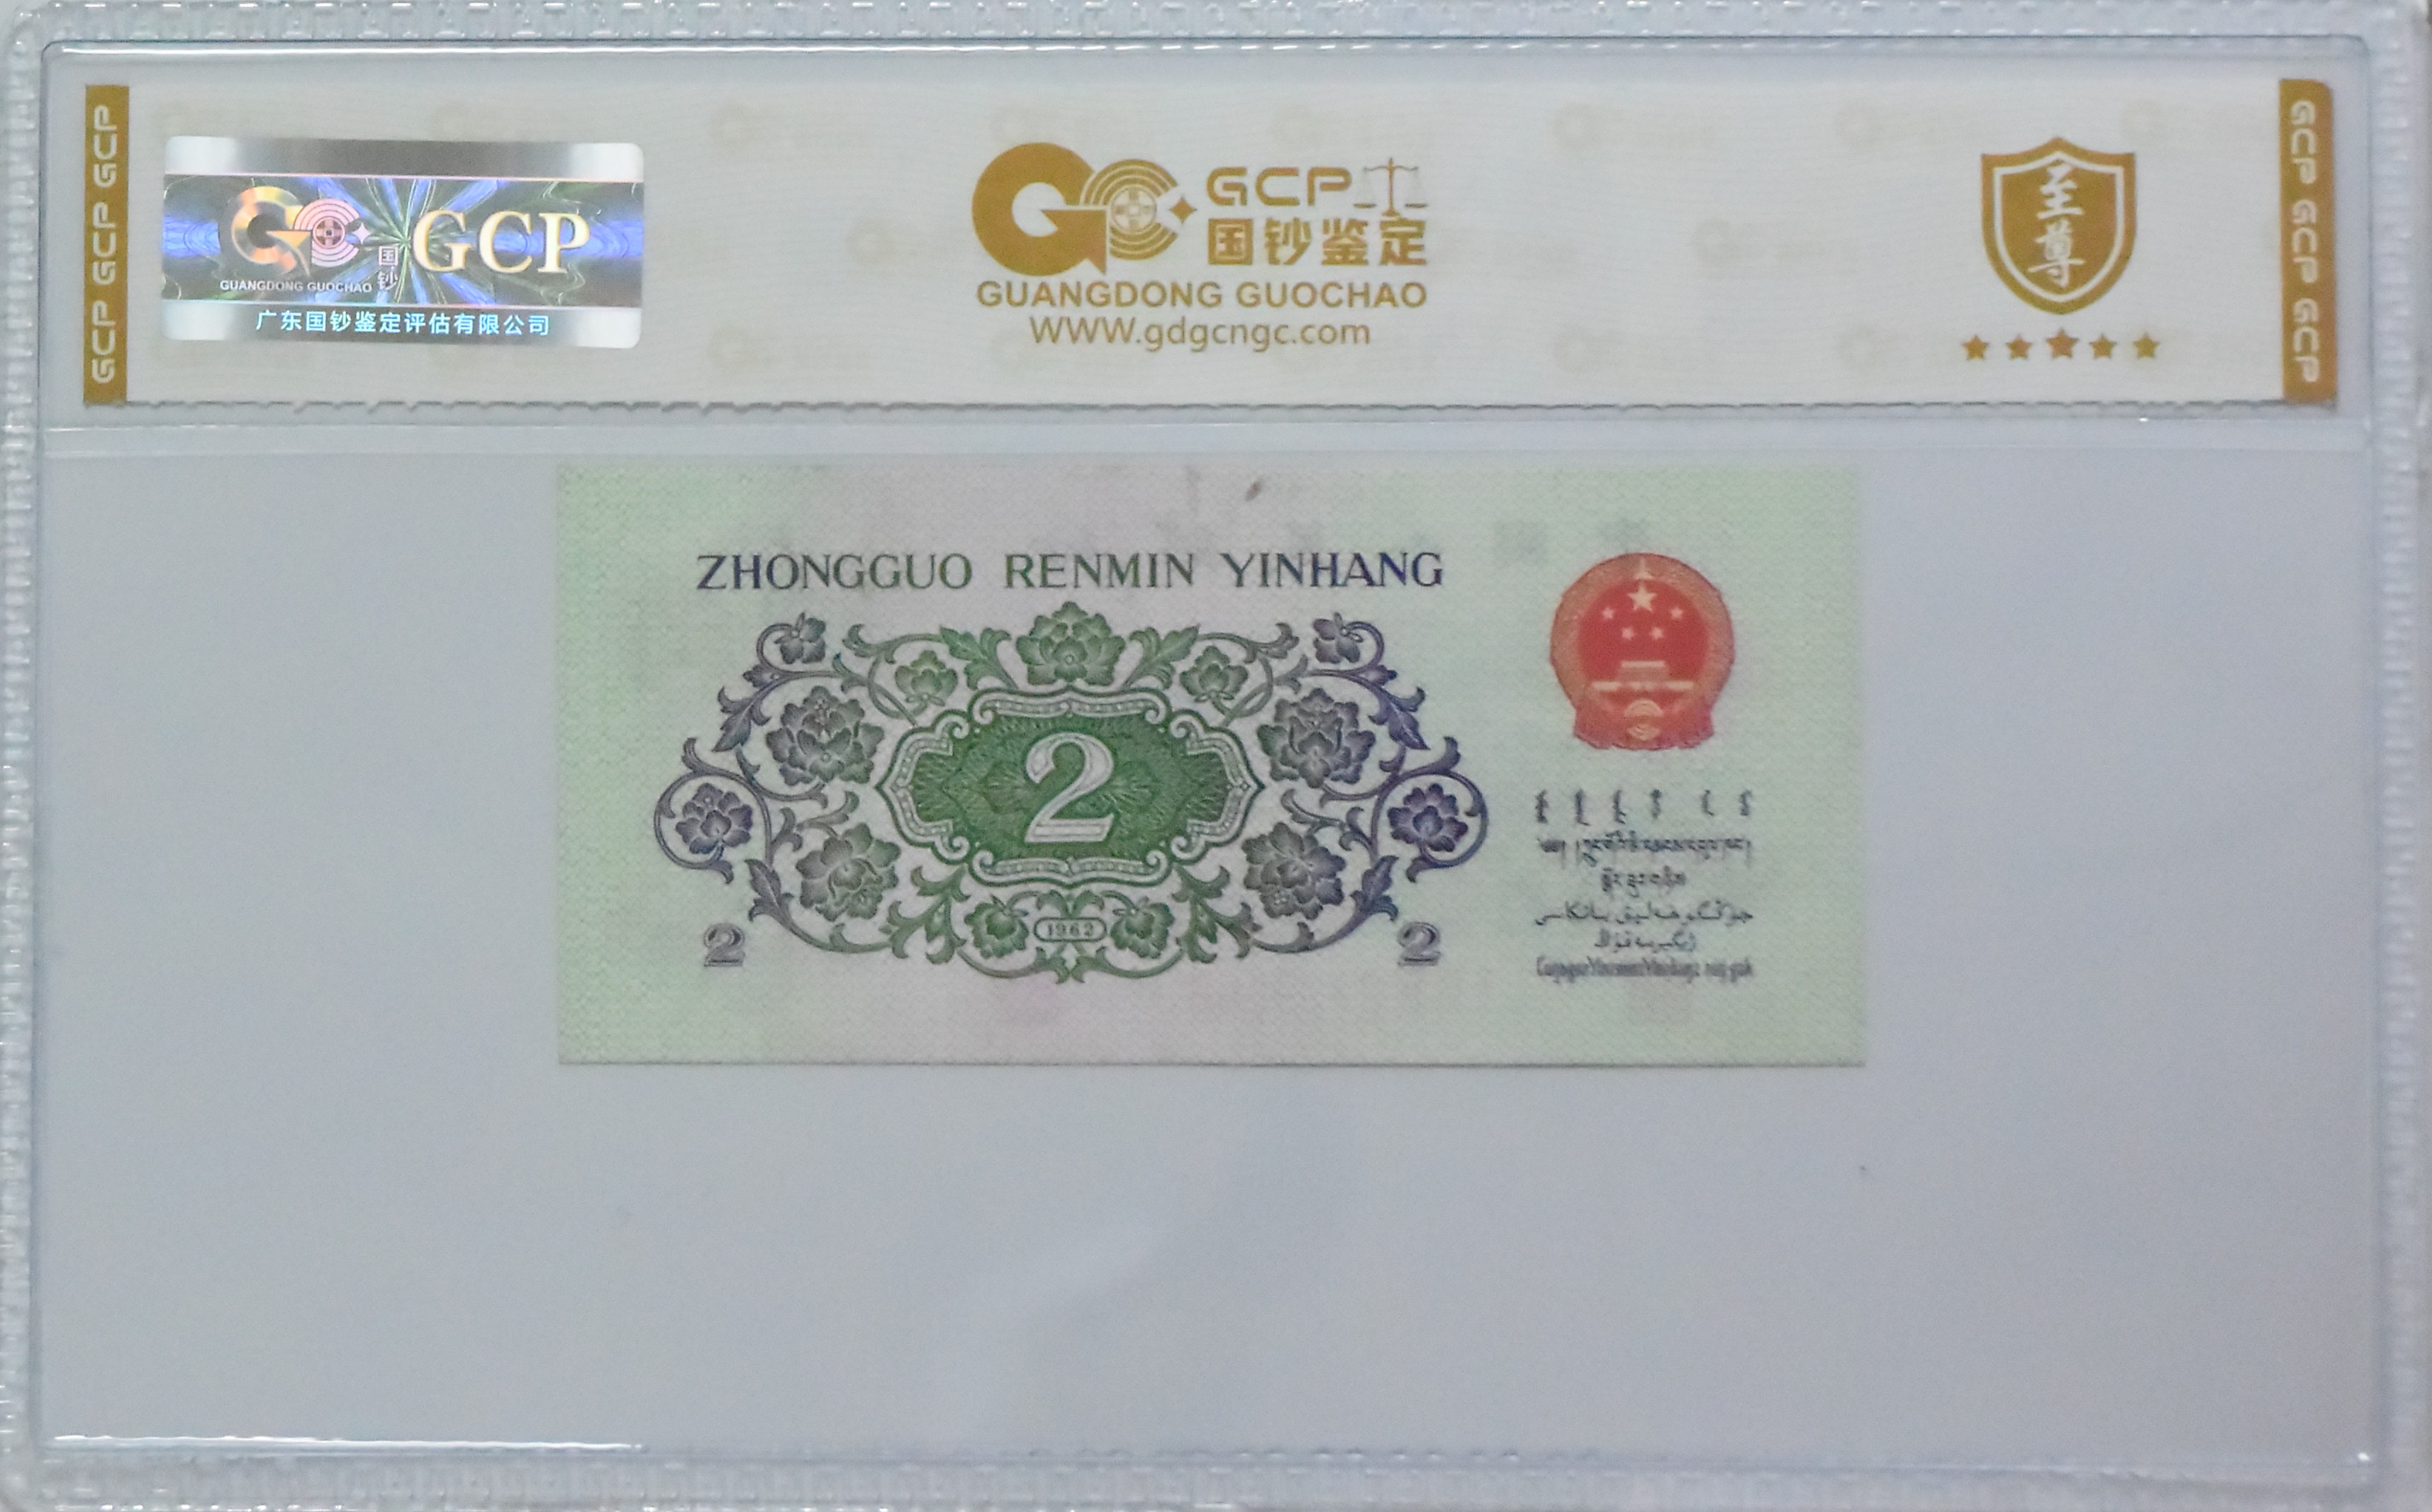 GCP GCP GCP
GC GCP
国钞
GUANGDONG GUOCHAO
广东国钞鉴定评估有限公司
GC GCP
国钞鉴定
GUANGDONG GUOCHAO
WWW.gdgcngc.com
至尊
GCP GCP GCP
ZHONGGUO RENMIN YINHANG
2
1962
2 2